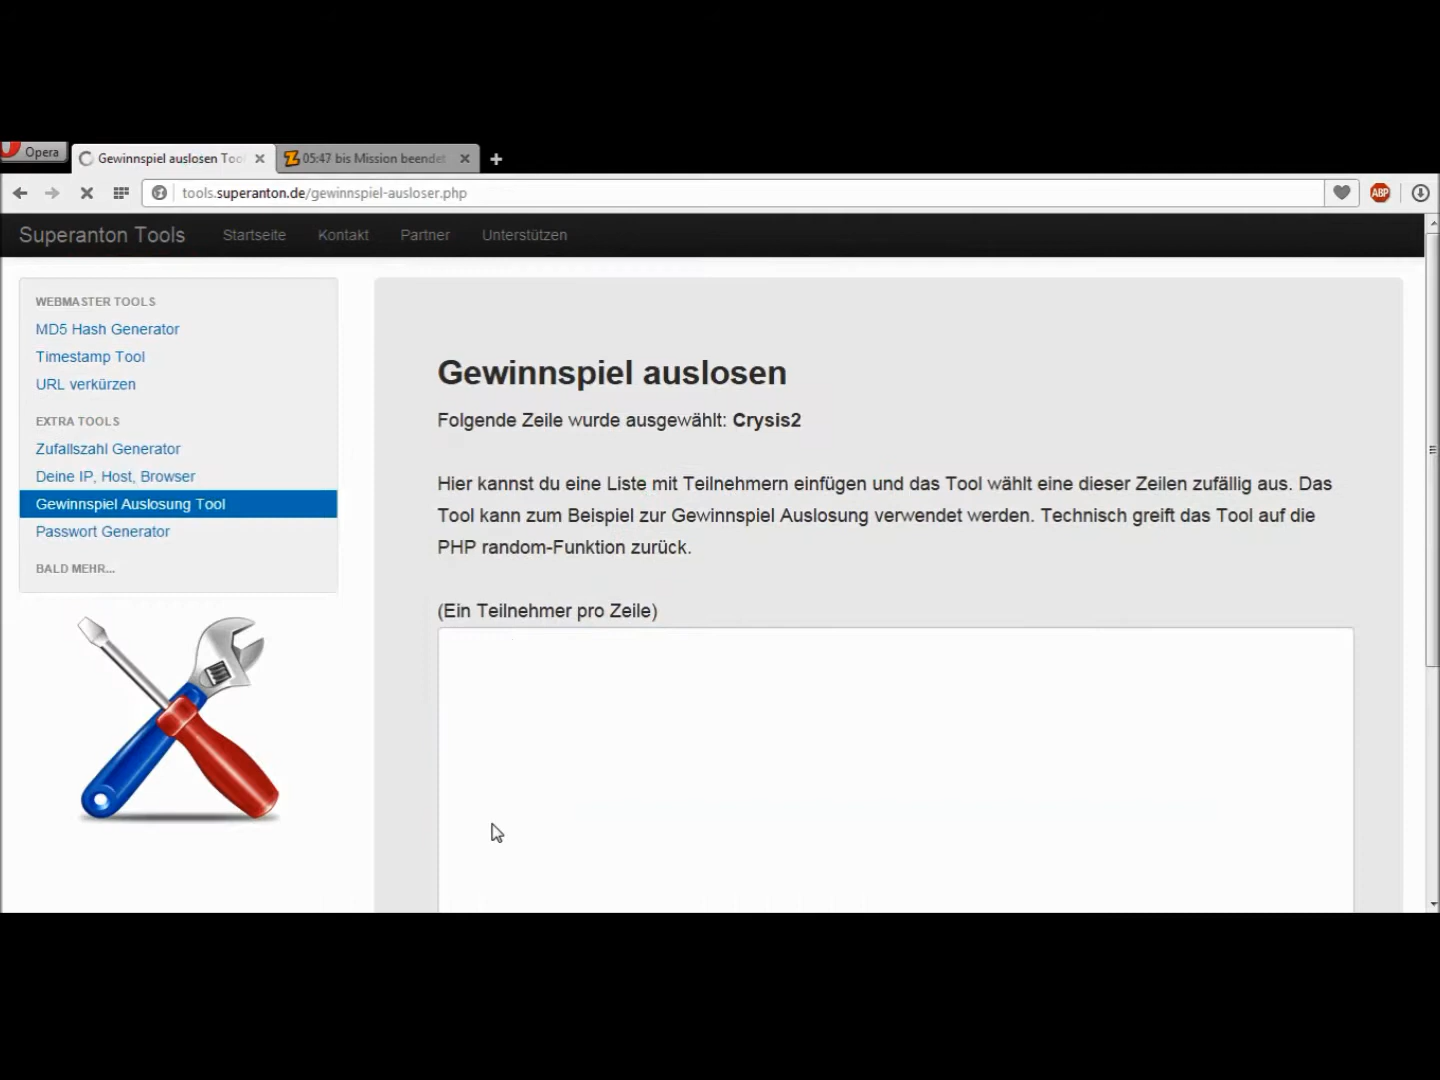 Opera
Gewinnspiel auslosen Too
05:47 bis Mission beendet
tools.superanton.de/gewinnspiel-ausloser.php
ABP
Superanton Tools
Startseite
Kontakt
Partner
Unterstützen
WEBMASTER TOOLS
MD5 Hash Generator
Timestamp Tool
URL verkürzen
EXTRA TOOLS
Zufallszahl Generator
Deine IP, Host, Browser
Gewinnspiel Auslosung Tool
Passwort Generator
BALD MEHR...
Gewinnspiel auslosen
Folgende Zeile wurde ausgewählt: Crysis2
Hier kannst du eine Liste mit Teilnehmern einfügen und das Tool wählt eine dieser Zeilen zufällig aus. Das
Tool kann zum Beispiel zur Gewinnspiel Auslosung verwendet werden. Technisch greift das Tool auf die
PHP random-Funktion zurück.
(Ein Teilnehmer pro Zeile)